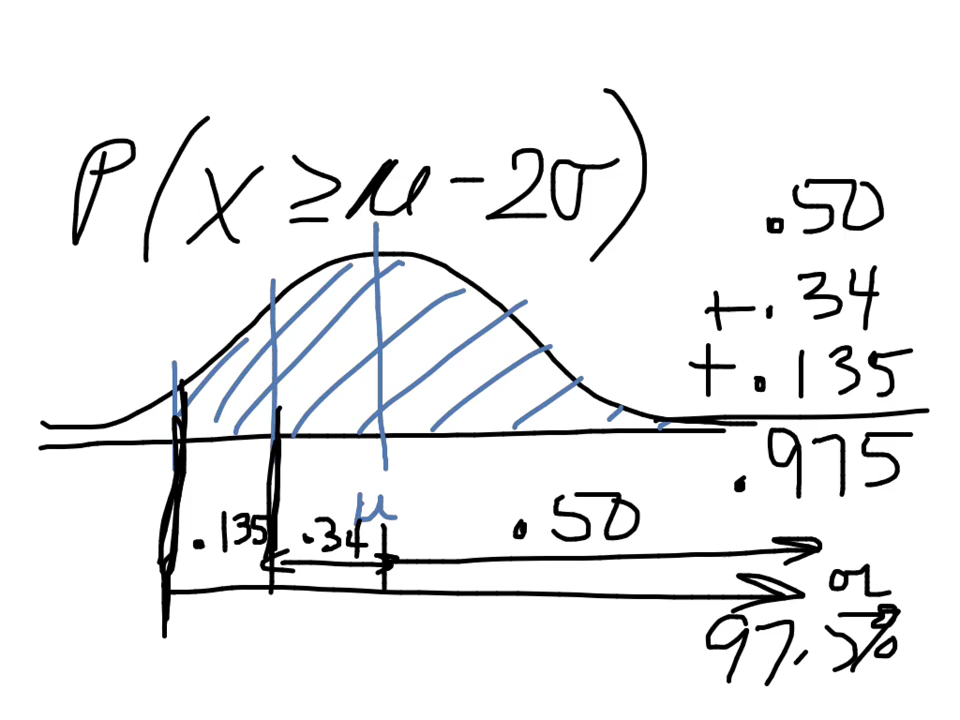 P(X ≥ μ - 2σ)
.50
+ .34
+ .135
.975
μ
.135 .34 .50
or
97.5%